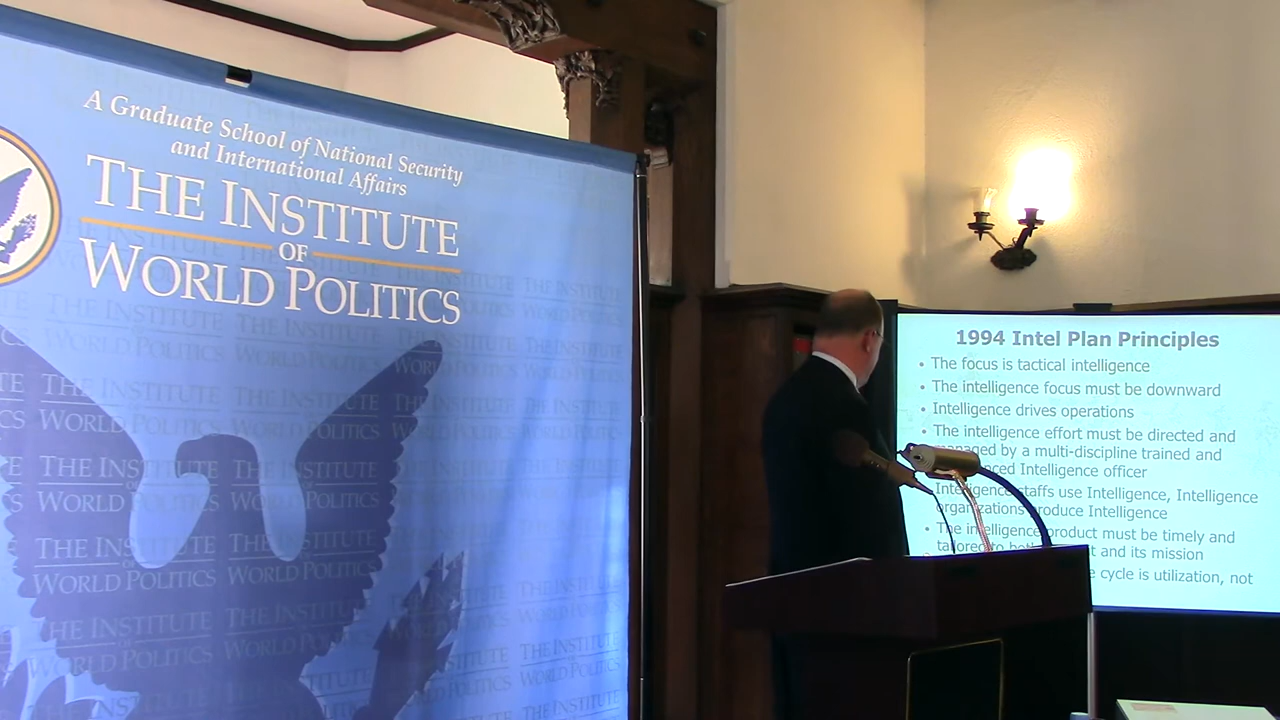 A Graduate School of National Security
and International Affairs
THE INSTITUTE
OF
WORLD POLITICS
1994 Intel Plan Principles
• The focus is tactical intelligence
• The intelligence focus must be downward
• Intelligence drives operations
• The intelligence effort must be directed and
by a multi-discipline trained and
Intelligence officer
Intelligence staffs use Intelligence, Intelligence
organizations produce Intelligence
• The intelligence product must be timely and
tailored to both and its mission
cycle is utilization, not